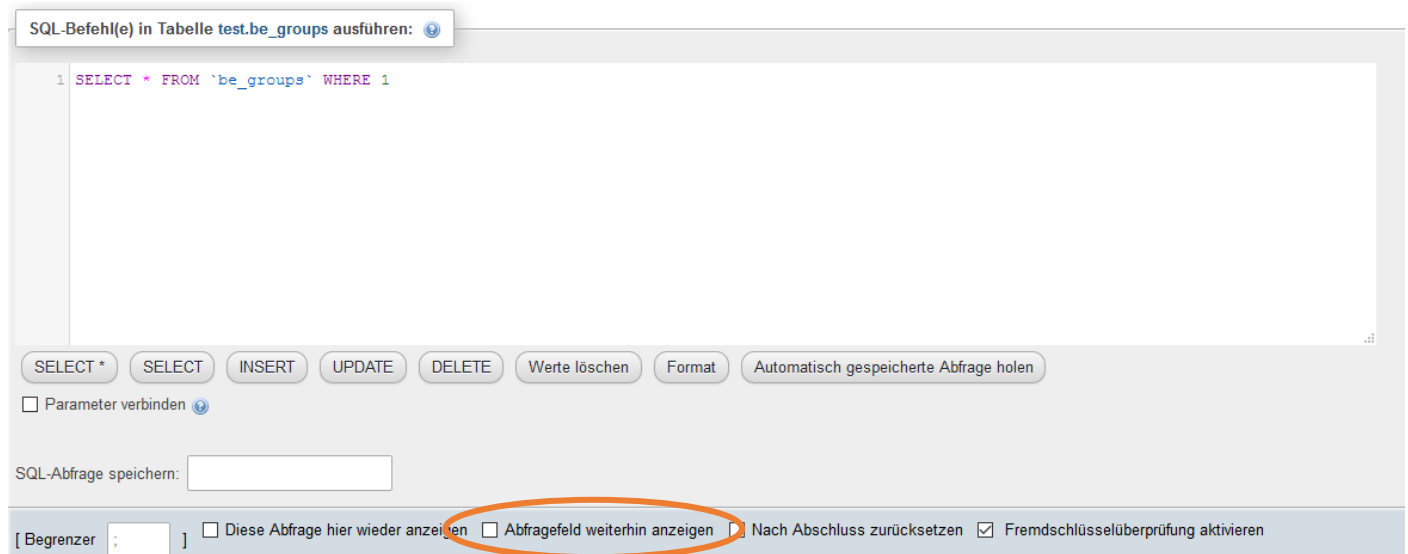 SQL-Befehl(e) in Tabelle test.be_groups ausführen:
1 SELECT * FROM `be_groups` WHERE 1
SELECT * SELECT INSERT UPDATE DELETE Werte löschen Format Automatisch gespeicherte Abfrage holen
Parameter verbinden
SQL-Abfrage speichern:
[ Begrenzer ; ] Diese Abfrage hier wieder anzeigen Abfragefeld weiterhin anzeigen Nach Abschluss zurücksetzen Fremdschlüsselüberprüfung aktivieren